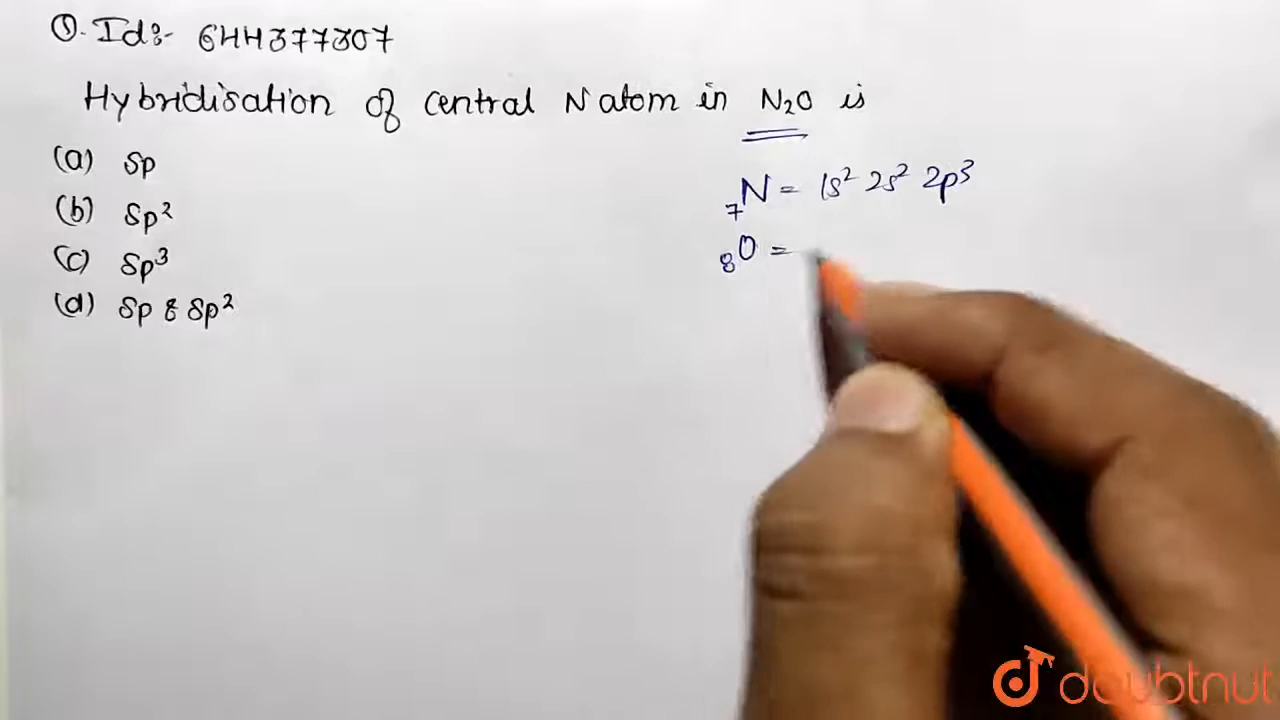 Q. Id:- 644377307
Hybridisation of central N atom in N₂O is
(a) sp
(b) sp²
(c) sp³
(d) sp & sp²
₇N = 1s² 2s² 2p³
₈O =
doubtnut